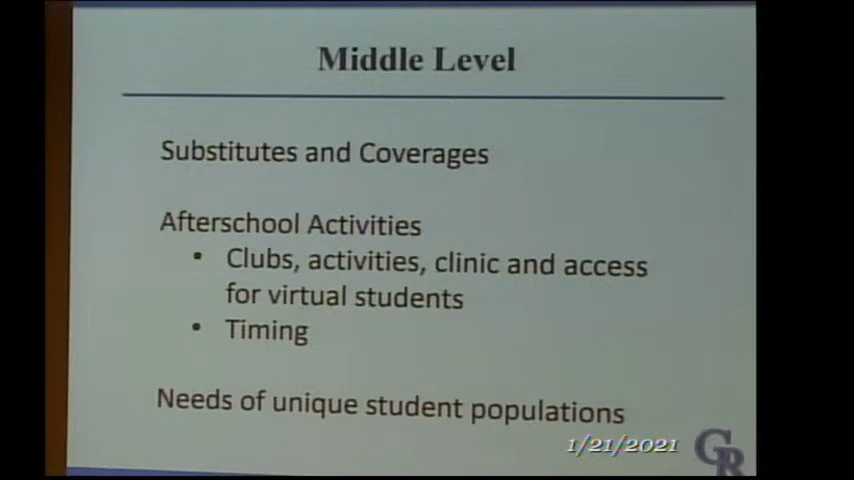 Middle Level
Substitutes and Coverages
Afterschool Activities
• Clubs, activities, clinic and access
for virtual students
• Timing
Needs of unique student populations
1/21/2021
GR